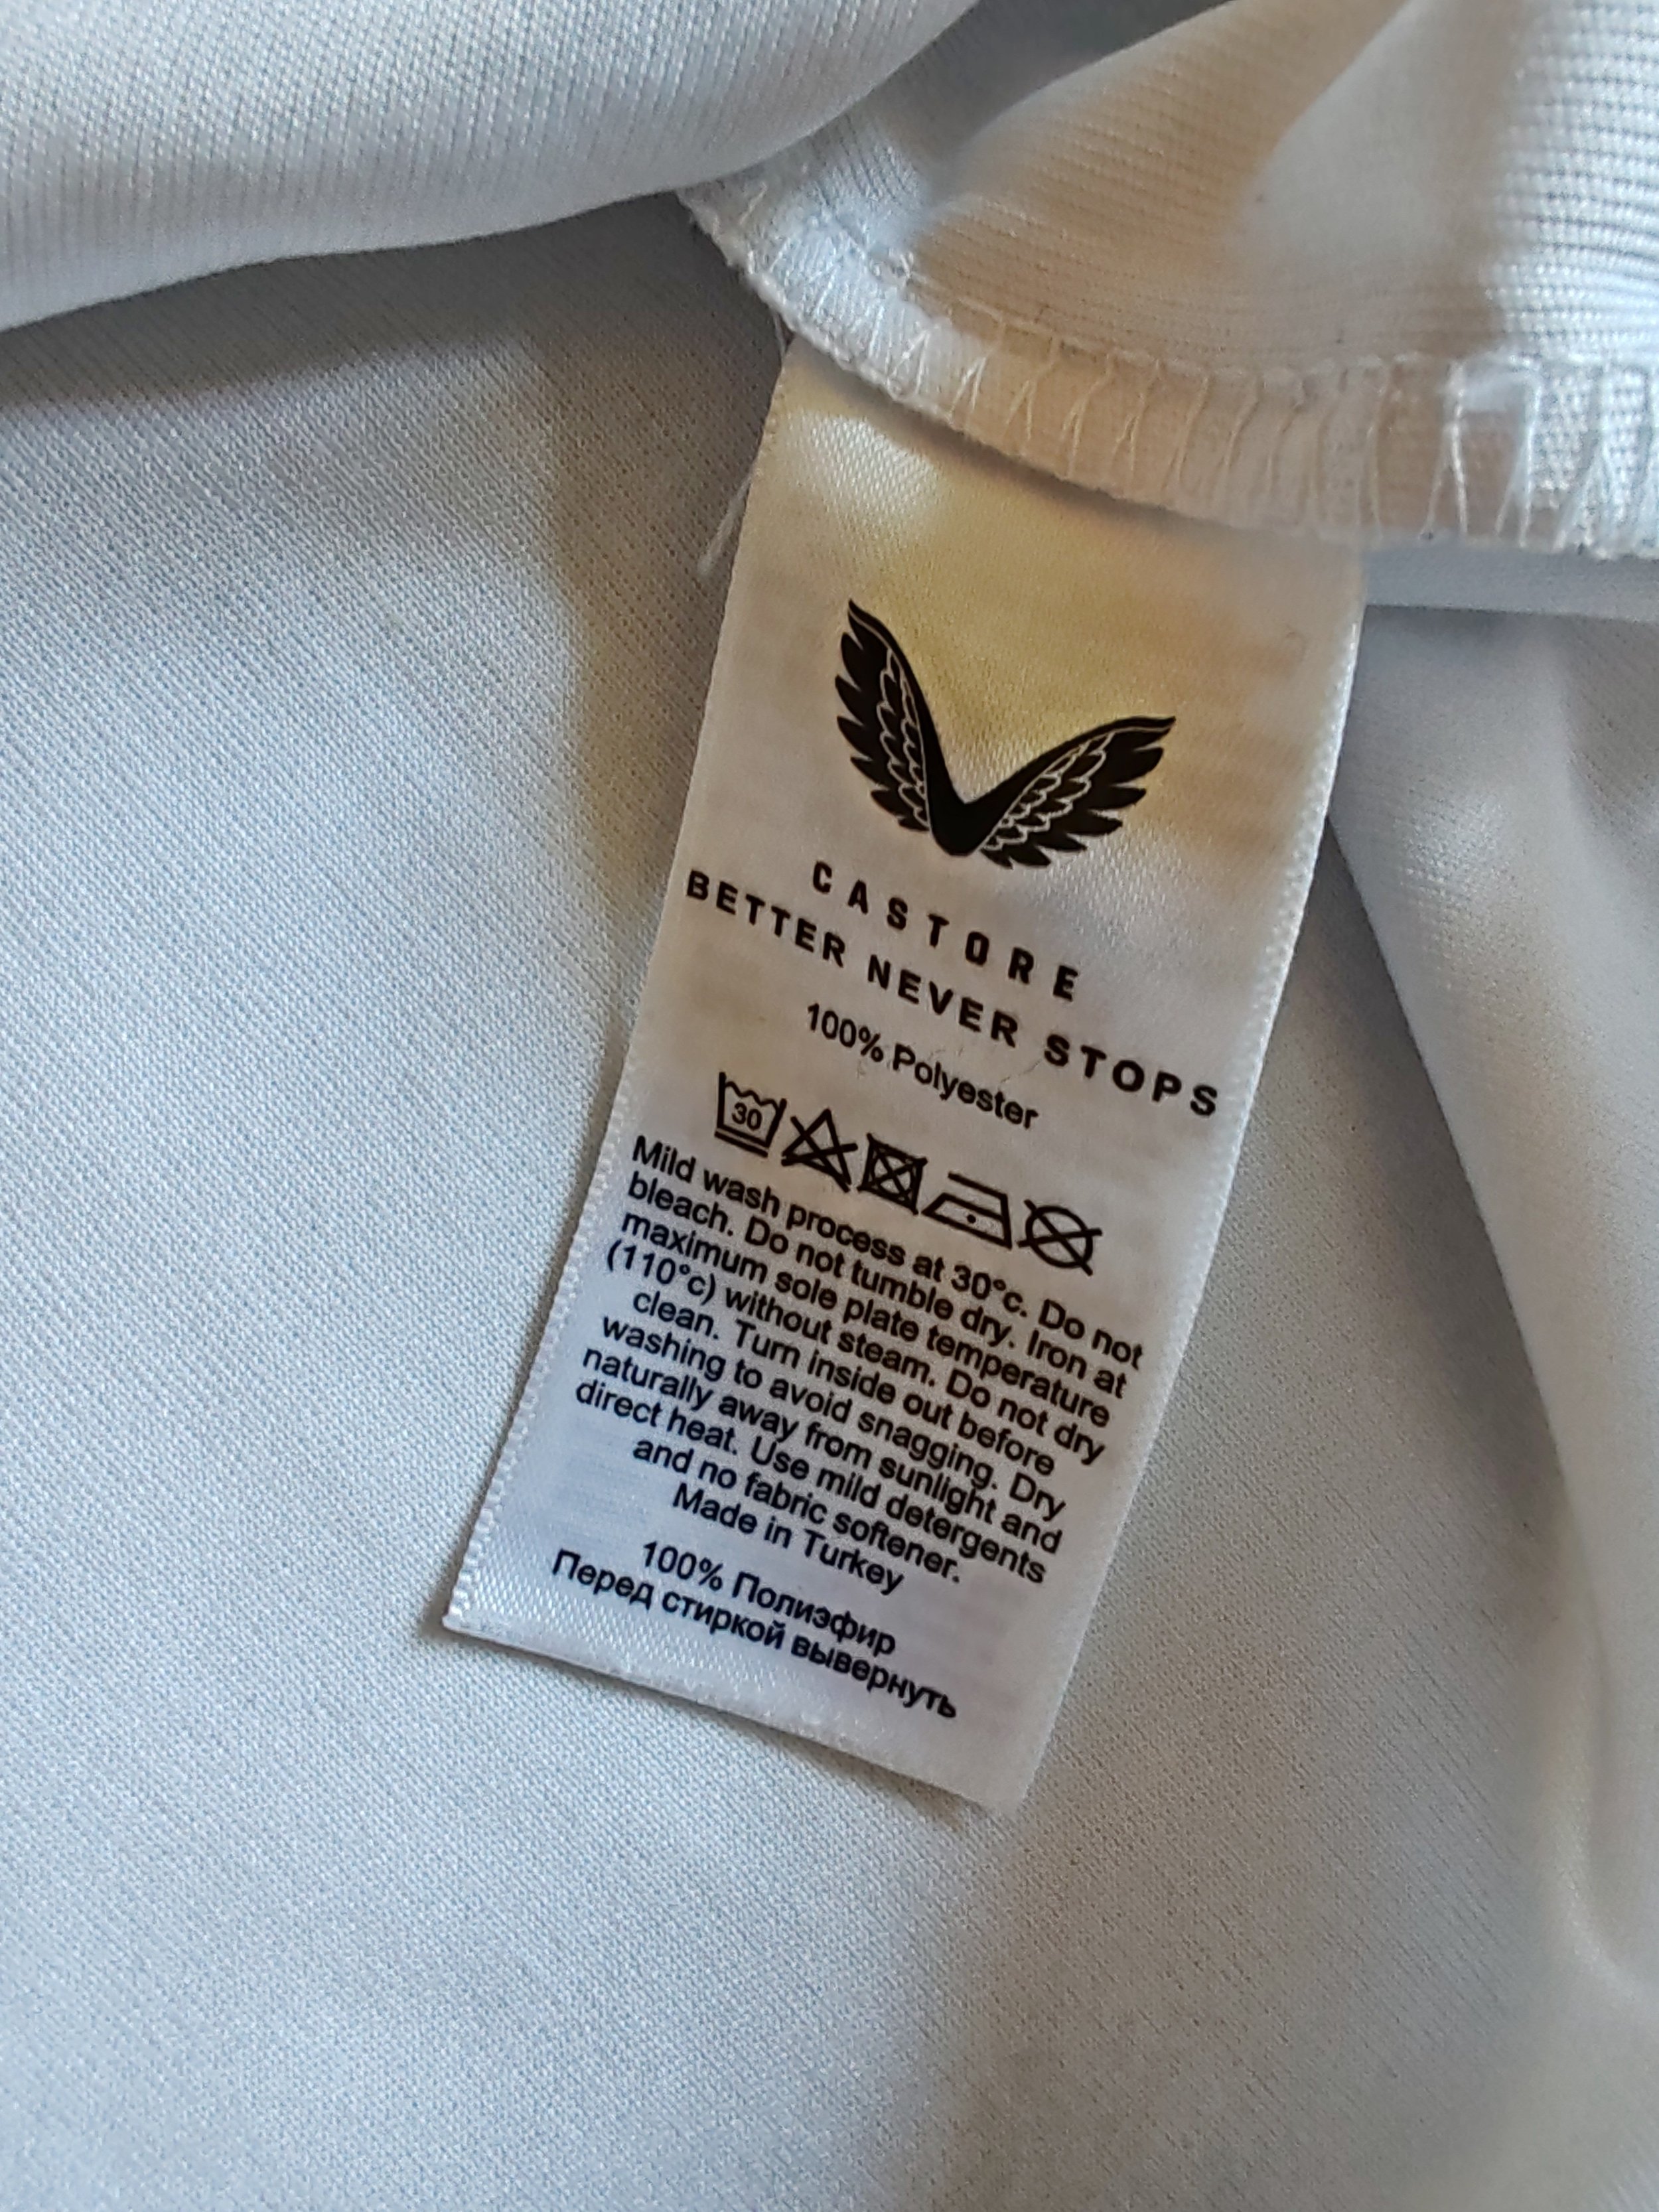 CASTORE
BETTER NEVER STOPS
100% Polyester
30
Mild wash process at 30°c. Do not
bleach. Do not tumble dry. Iron at
maximum sole plate temperature
(110°c) without steam. Do not dry
clean. Turn inside out before
washing to avoid snagging. Dry
naturally away from sunlight and
direct heat. Use mild detergents
and no fabric softener.
Made in Turkey
100% Полиэфир
Перед стиркой вывернуть